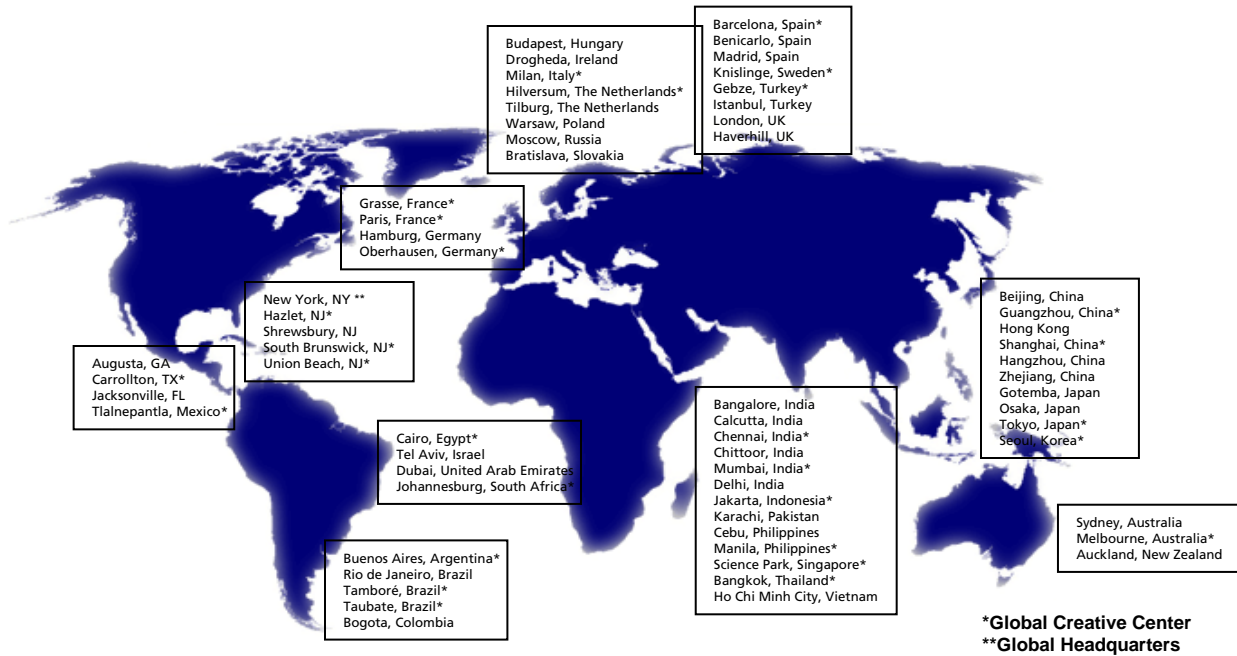 Budapest, Hungary
Drogheda, Ireland
Milan, Italy*
Hilversum, The Netherlands*
Tilburg, The Netherlands
Warsaw, Poland
Moscow, Russia
Bratislava, Slovakia
Barcelona, Spain*
Benicarlo, Spain
Madrid, Spain
Knislinge, Sweden*
Gebze, Turkey*
Istanbul, Turkey
London, UK
Haverhill, UK
Grasse, France*
Paris, France*
Hamburg, Germany
Oberhausen, Germany*
New York, NY **
Hazlet, NJ*
Shrewsbury, NJ
South Brunswick, NJ*
Union Beach, NJ*
Augusta, GA
Carrollton, TX*
Jacksonville, FL
Tlalnepantla, Mexico*
Beijing, China
Guangzhou, China*
Hong Kong
Shanghai, China*
Hangzhou, China
Zhejiang, China
Gotemba, Japan
Osaka, Japan
Tokyo, Japan*
Seoul, Korea*
Cairo, Egypt*
Tel Aviv, Israel
Dubai, United Arab Emirates
Johannesburg, South Africa*
Bangalore, India
Calcutta, India
Chennai, India*
Chittoor, India
Mumbai, India*
Delhi, India
Jakarta, Indonesia*
Karachi, Pakistan
Cebu, Philippines
Manila, Philippines*
Science Park, Singapore*
Bangkok, Thailand*
Ho Chi Minh City, Vietnam
Sydney, Australia
Melbourne, Australia*
Auckland, New Zealand
Buenos Aires, Argentina*
Rio de Janeiro, Brazil
Tamboré, Brazil*
Taubate, Brazil*
Bogota, Colombia
*Global Creative Center
**Global Headquarters